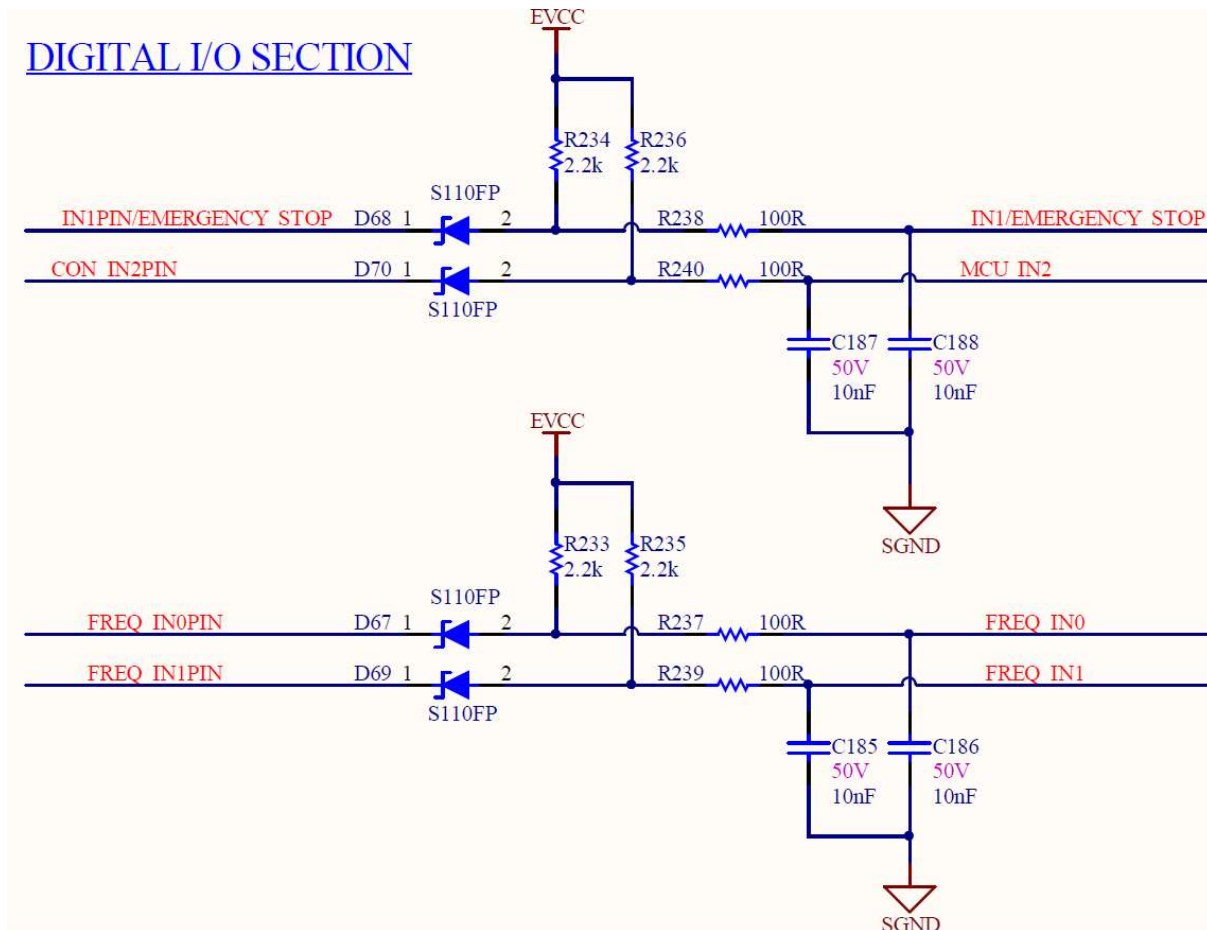 EVCC
DIGITAL I/O SECTION
R234 R236
2.2k 2.2k
S110FP
IN1PIN/EMERGENCY STOP D68 1 2 R238 100R IN1/EMERGENCY STOP
CON IN2PIN D70 1 2 R240 100R MCU IN2
S110FP
C187 C188
50V 50V
10nF 10nF
EVCC
SGND
R233 R235
2.2k 2.2k
S110FP
FREQ IN0PIN D67 1 2 R237 100R FREQ IN0
FREQ IN1PIN D69 1 2 R239 100R FREQ IN1
S110FP
C185 C186
50V 50V
10nF 10nF
SGND